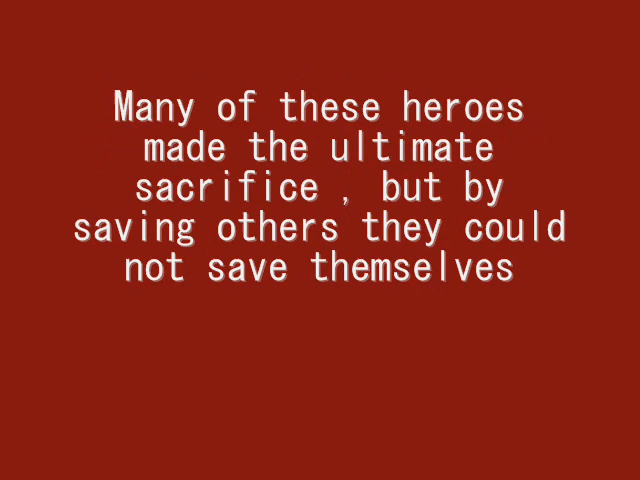 Many of these heroes
made the ultimate
sacrifice , but by
saving others they could
not save themselves